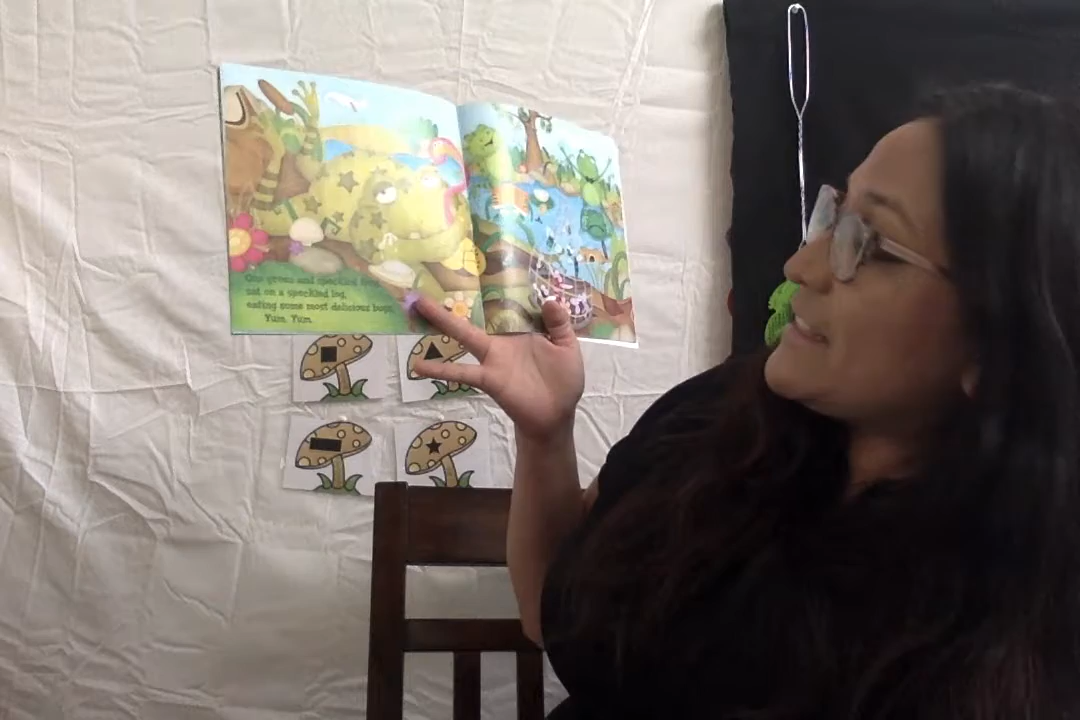 One green and speckled
sat on a speckled log,
eating some most delicious bugs,
Yum, Yum.